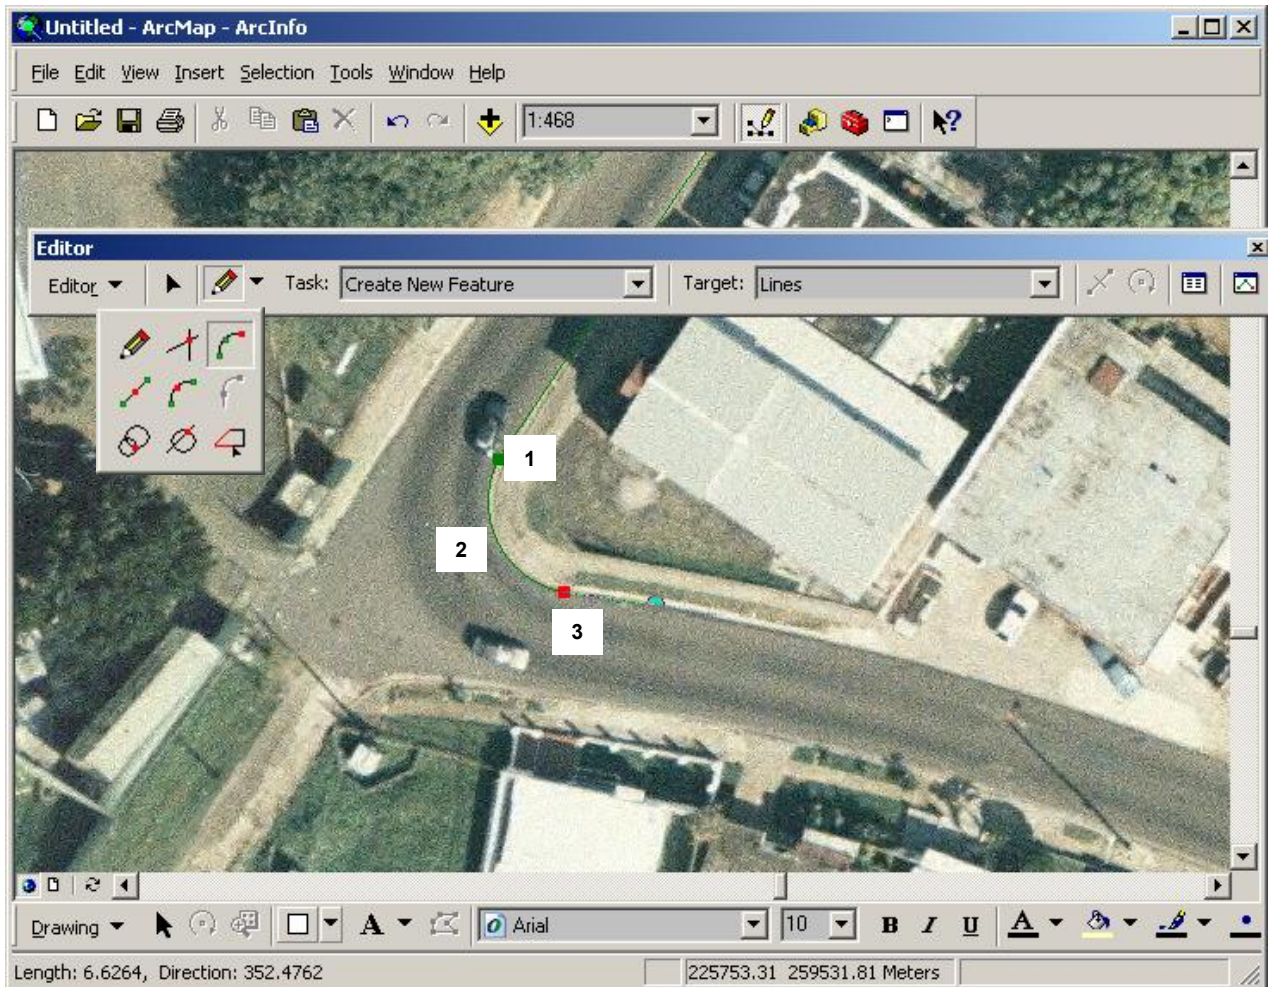 Untitled - ArcMap - ArcInfo
File Edit View Insert Selection Tools Window Help
1:468
Editor
Editor Task: Create New Feature Target: Lines
1
2
3
Drawing A Arial 10 B I U A
Length: 6.6264, Direction: 352.4762 225753.31 259531.81 Meters